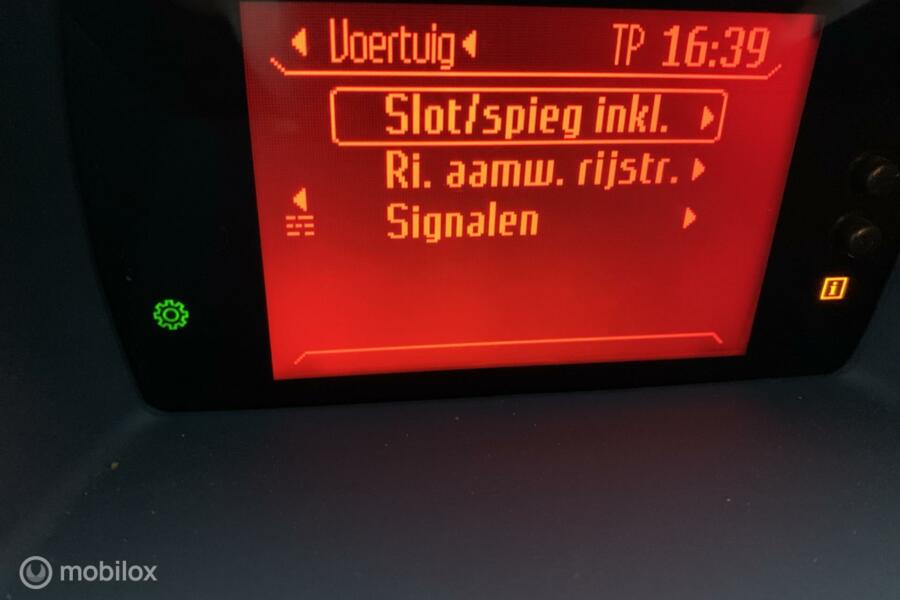 Voertuig TP 16:39
Slot/spieg inkl.
Ri. aamw. rijstr.
Signalen
i
mobilox